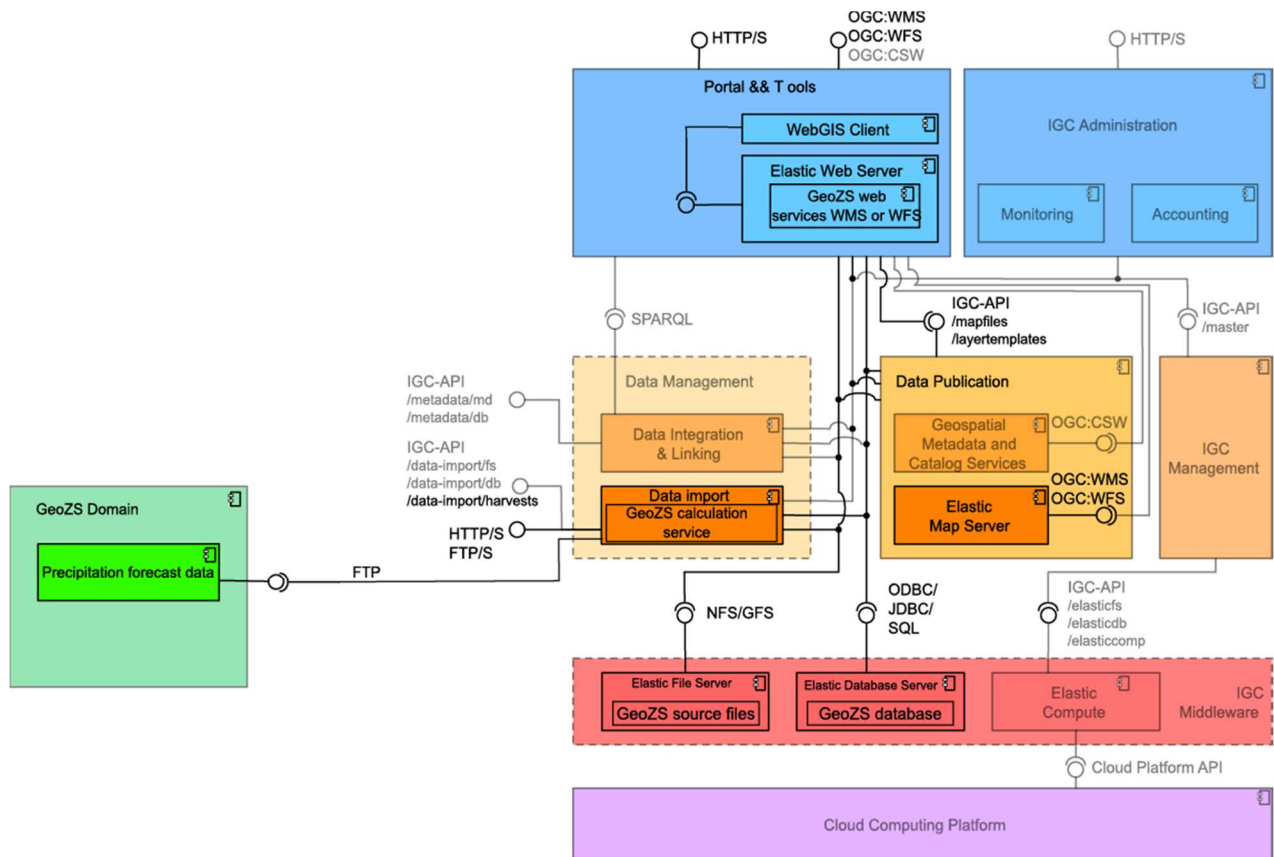 HTTP/S
OGC:WMS
OGC:WFS
OGC:CSW
HTTP/S
Portal && T ools
WebGIS Client
Elastic Web Server
GeoZS web
services WMS or WFS
IGC Administration
Monitoring
Accounting
SPARQL
IGC-API
/mapfiles
/layertemplates
IGC-API
/master
IGC-API
/metadata/md
/metadata/db
IGC-API
/data-import/fs
/data-import/db
/data-import/harvests
HTTP/S
FTP/S
Data Management
Data Integration
& Linking
Data import
GeoZS calculation
service
Data Publication
Geospatial
Metadata and
Catalog Services
OGC:CSW
OGC:WMS
OGC:WFS
Elastic
Map Server
IGC
Management
GeoZS Domain
Precipitation forecast data
FTP
NFS/GFS
ODBC/
JDBC/
SQL
IGC-API
/elasticfs
/elasticdb
/elasticcomp
Elastic File Server
GeoZS source files
Elastic Database Server
GeoZS database
Elastic
Compute
IGC
Middleware
Cloud Platform API
Cloud Computing Platform